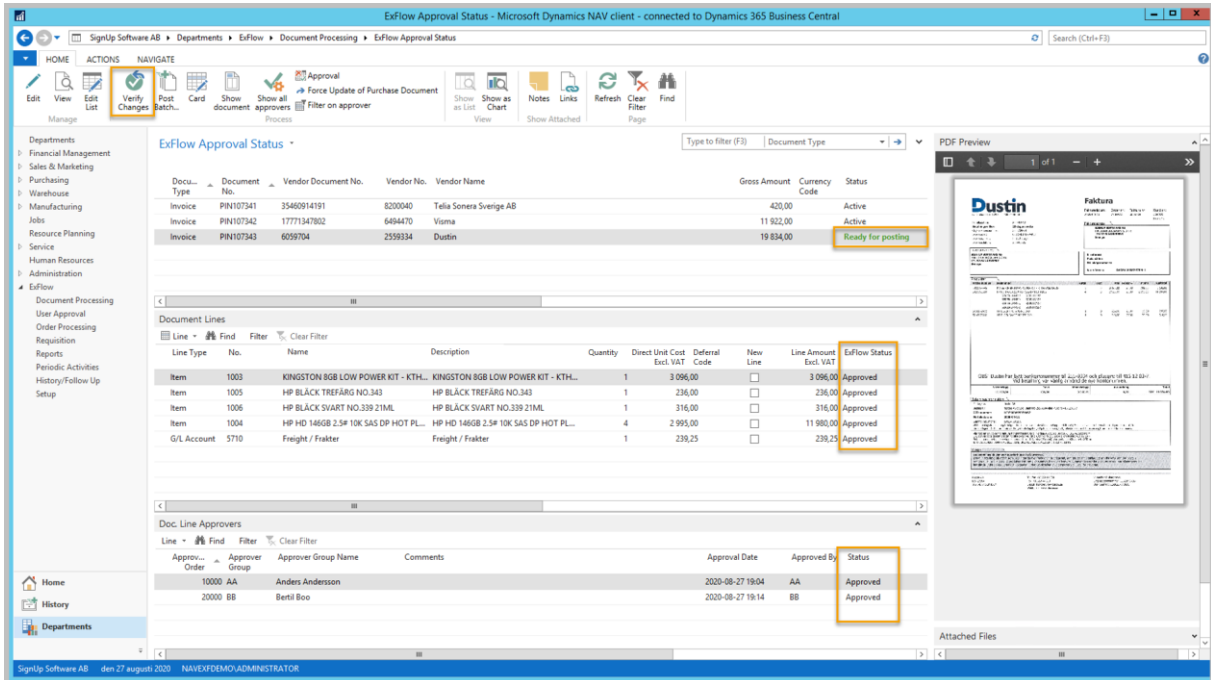 ExFlow Approval Status - Microsoft Dynamics NAV client - connected to Dynamics 365 Business Central
SignUp Software AB ▸ Departments ▸ ExFlow ▸ Document Processing ▸ ExFlow Approval Status
Search (Ctrl+F3)
HOME ACTIONS NAVIGATE
Edit View Edit List Verify Changes Post Batch... Card Show document Show all approvers Approval Force Update of Purchase Document Filter on approver Show as List Show as Chart Notes Links Refresh Clear Filter Find
Manage Process View Show Attached Page
Departments
Financial Management
Sales & Marketing
Purchasing
Warehouse
Manufacturing
Jobs
Resource Planning
Service
Human Resources
Administration
ExFlow
Document Processing
User Approval
Order Processing
Requisition
Reports
Periodic Activities
History/Follow Up
Setup
Home
History
Departments
ExFlow Approval Status
Type to filter (F3) Document Type
Docu... Type Document No. Vendor Document No. Vendor No. Vendor Name Gross Amount Currency Code Status
Invoice PIN107341 35460914191 8200040 Telia Sonera Sverige AB 420,00 Active
Invoice PIN107342 17771347802 6494470 Visma 11 922,00 Active
Invoice PIN107343 6059704 2559334 Dustin 19 834,00 Ready for posting
Document Lines
Line Find Filter Clear Filter
Line Type No. Name Description Quantity Direct Unit Cost Excl. VAT Deferral Code New Line Line Amount Excl. VAT ExFlow Status
Item 1003 KINGSTON 8GB LOW POWER KIT - KTH... KINGSTON 8GB LOW POWER KIT - KTH... 1 3 096,00 3 096,00 Approved
Item 1005 HP BLÄCK TREFÄRG NO.343 HP BLÄCK TREFÄRG NO.343 1 236,00 236,00 Approved
Item 1006 HP BLÄCK SVART NO.339 21ML HP BLÄCK SVART NO.339 21ML 1 316,00 316,00 Approved
Item 1004 HP HD 146GB 2.5# 10K SAS DP HOT PL... HP HD 146GB 2.5# 10K SAS DP HOT PL... 4 2 995,00 11 980,00 Approved
G/L Account 5710 Freight / Frakter Freight / Frakter 1 239,25 239,25 Approved
Doc. Line Approvers
Line Find Filter Clear Filter
Approv... Order Approver Group Approver Group Name Comments Approval Date Approved By Status
10000 AA Anders Andersson 2020-08-27 19:04 AA Approved
20000 BB Bertil Boo 2020-08-27 19:14 BB Approved
PDF Preview
1 of 1
Dustin
Faktura
Attached Files
SignUp Software AB den 27 augusti 2020 NAVEXFDEMO\ADMINISTRATOR